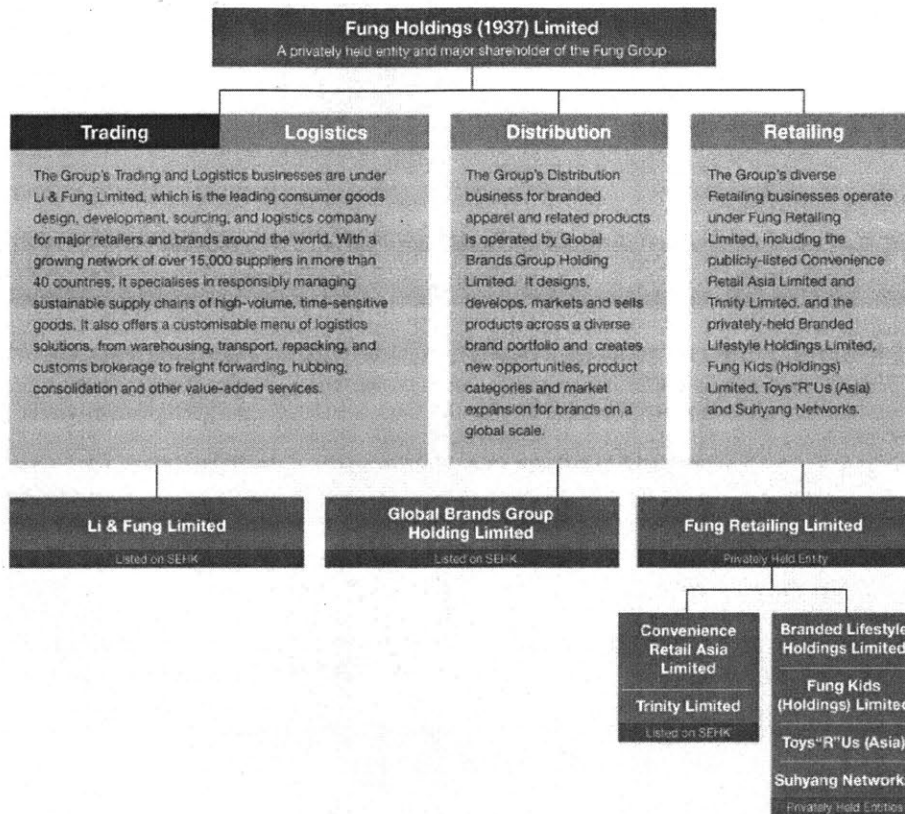 Fung Holdings (1937) Limited
A privately held entity and major shareholder of the Fung Group
Trading
Logistics
The Group's Trading and Logistics businesses are under
Li & Fung Limited, which is the leading consumer goods
design, development, sourcing, and logistics company
for major retailers and brands around the world. With a
growing network of over 15,000 suppliers in more than
40 countries, it specialises in responsibly managing
sustainable supply chains of high-volume, time-sensitive
goods. It also offers a customisable menu of logistics
solutions, from warehousing, transport, repacking, and
customs brokerage to freight forwarding, hubbing,
consolidation and other value-added services.
Distribution
The Group's Distribution
business for branded
apparel and related products
is operated by Global
Brands Group Holding
Limited. It designs,
develops, markets and sells
products across a diverse
brand portfolio and creates
new opportunities, product
categories and market
expansion for brands on a
global scale.
Retailing
The Group's diverse
Retailing businesses operate
under Fung Retailing
Limited, including the
publicly-listed Convenience
Retail Asia Limited and
Trinity Limited, and the
privately-held Branded
Lifestyle Holdings Limited,
Fung Kids (Holdings)
Limited, Toys"R"Us (Asia)
and Suhyang Networks.
Li & Fung Limited
Listed on SEHK
Global Brands Group
Holding Limited
Listed on SEHK
Fung Retailing Limited
Privately Held Entity
Convenience
Retail Asia
Limited
Trinity Limited
Listed on SEHK
Branded Lifestyle
Holdings Limited
Fung Kids
(Holdings) Limited
Toys"R"Us (Asia)
Suhyang Network
Privately Held Entities